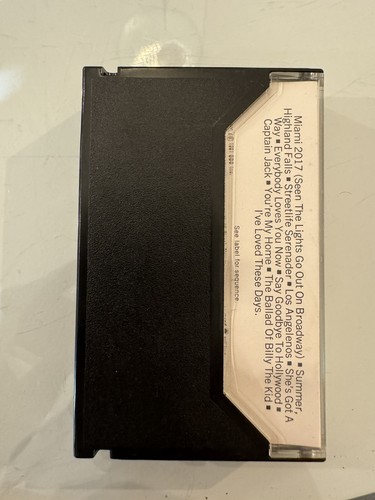 Miami 2017 (Seen The Lights Go Out On Broadway) ■ Summer,
Highland Falls ■ Streetlife Serenader ■ Los Angelenos ■ She's Got A
Way ■ Everybody Loves You Now ■ Say Goodbye To Hollywood ■
Captain Jack ■ You're My Home ■ The Ballad Of Billy The Kid ■
I've Loved These Days.
See label for sequence